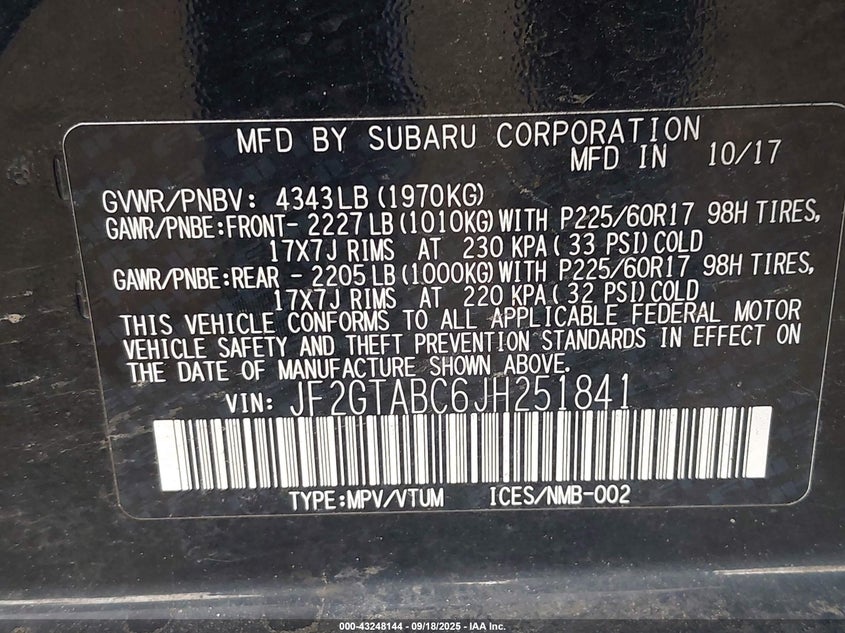 MFD BY SUBARU CORPORATION
MFD IN 10/17
GVWR/PNBV: 4343LB (1970KG)
GAWR/PNBE:FRONT- 2227 LB (1010KG) WITH P225/60R17 98H TIRES,
17X7J RIMS AT 230 KPA ( 33 PSI) COLD
GAWR/PNBE:REAR - 2205 LB (1000KG) WITH P225/60R17 98H TIRES,
17X7J RIMS AT 220 KPA ( 32 PSI) COLD
THIS VEHICLE CONFORMS TO ALL APPLICABLE FEDERAL MOTOR
VEHICLE SAFETY AND THEFT PREVENTION STANDARDS IN EFFECT ON
THE DATE OF MANUFACTURE SHOWN ABOVE.
VIN: JF2GTABC6JH251841
TYPE:MPV/VTUM ICES/NMB-002
000-43248144 - 09/18/2025 - IAA Inc.